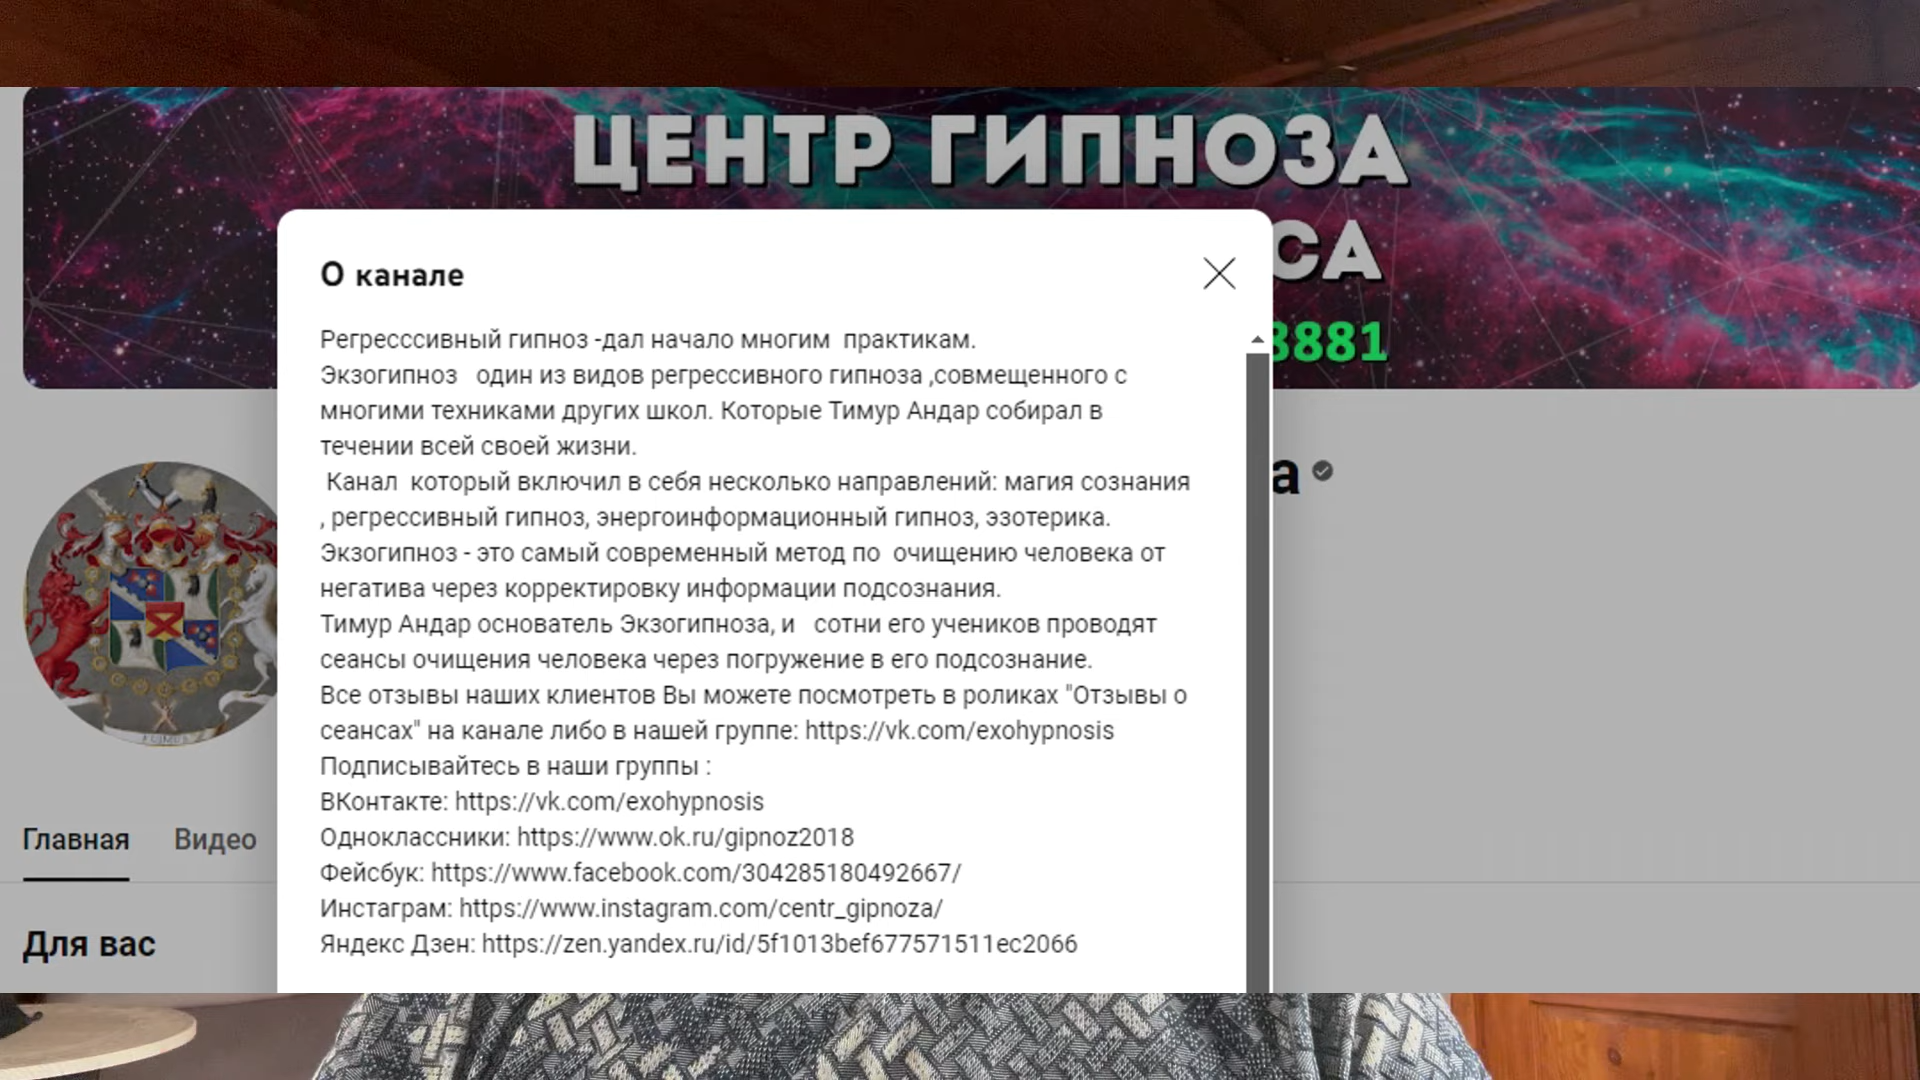 ЦЕНТР ГИПНОЗА
СА
8881
О канале
Регресссивный гипноз -дал начало многим практикам.
Экзогипноз один из видов регрессивного гипноза ,совмещенного с
многими техниками других школ. Которые Тимур Андар собирал в
течении всей своей жизни.
Канал который включил в себя несколько направлений: магия сознания
, регрессивный гипноз, энергоинформационный гипноз, эзотерика.
Экзогипноз - это самый современный метод по очищению человека от
негатива через корректировку информации подсознания.
Тимур Андар основатель Экзогипноза, и сотни его учеников проводят
сеансы очищения человека через погружение в его подсознание.
Все отзывы наших клиентов Вы можете посмотреть в роликах "Отзывы о
сеансах" на канале либо в нашей группе: https://vk.com/exohypnosis
Подписывайтесь в наши группы :
ВКонтакте: https://vk.com/exohypnosis
Одноклассники: https://www.ok.ru/gipnoz2018
Фейсбук: https://www.facebook.com/304285180492667/
Инстаграм: https://www.instagram.com/centr_gipnoza/
Яндекс Дзен: https://zen.yandex.ru/id/5f1013bef677571511ec2066
а
Главная Видео
Для вас